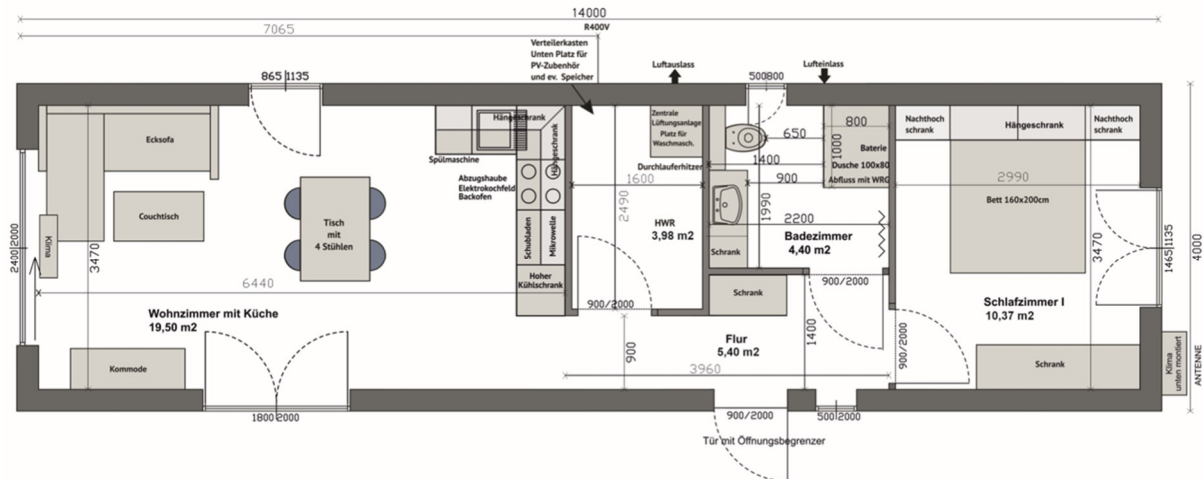 14000
7065
R400V
Verteilerkasten
Unten Platz für
PV-Zubenhör
und ev. Speicher
Luftauslass
Lufteinlass
865 1135
500 800
Ecksofa
Hängeschrank
Hängeschrank
Spülmaschine
Abzugshaube
Elektrokochfeld
Backofen
Zentrale
Lüftungsanlage
Platz für
Waschmasch.
Durchlauferhitzer
650
800
1000
Baterie
Dusche 100x80
Abfluss mit WRG
1400
900
Nachthoch
schrank
Hängeschrank
Nachthoch
schrank
2990
Bett 160x200cm
1600
2490
1990
2200
Couchtisch
Tisch
mit
4 Stühlen
Klima
2400 2000
3470
6440
Schubladen
Mikrowelle
Hoher
Kühlschrank
HWR
3,98 m2
Badezimmer
4,40 m2
Schrank
900/2000
900/2000
3470
1465 1135
4000
Wohnzimmer mit Küche
19,50 m2
Schrank
Schlafzimmer I
10,37 m2
Flur
5,40 m2
900
1400
900/2000
3960
Kommode
Schrank
Klima
unten montiert
ANTENNE
1800 2000
900/2000
500 2000
Tür mit Öffnungsbegrenzer